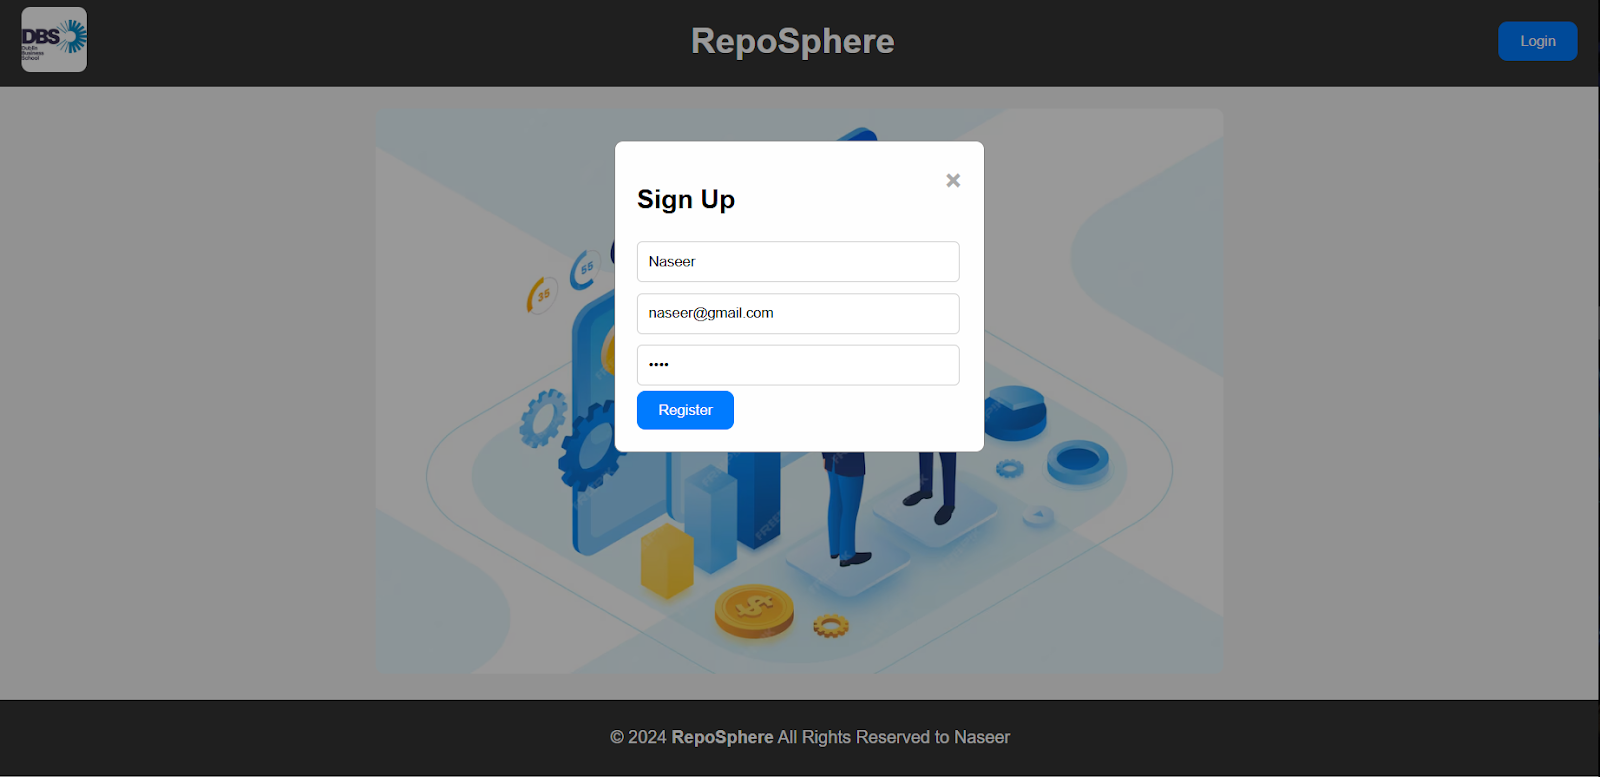 DBS
Dublin
Business
School
RepoSphere
Login
Sign Up
×
Naseer
naseer@gmail.com
••••
Register
35
55
© 2024 RepoSphere All Rights Reserved to Naseer